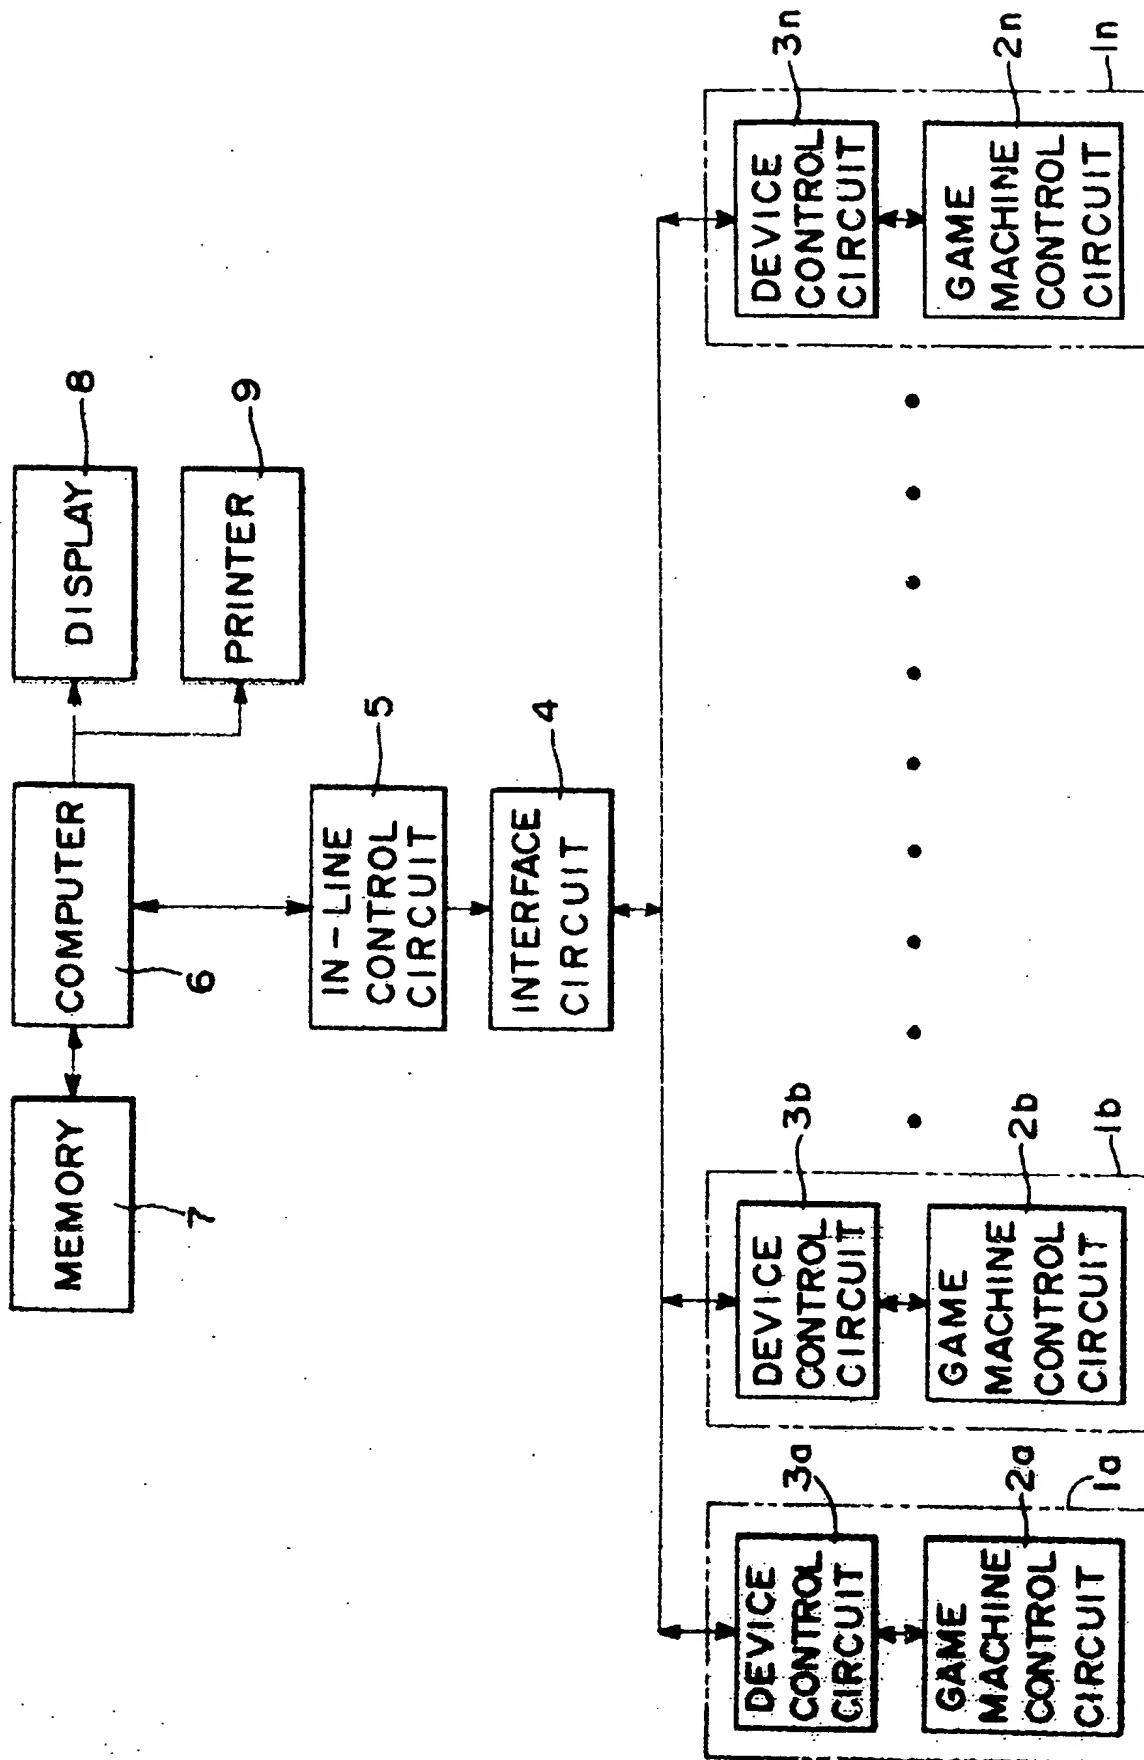 MEMORY
7
COMPUTER
6
DISPLAY
8
PRINTER
9
IN-LINE
CONTROL
CIRCUIT
5
INTERFACE
CIRCUIT
4
DEVICE
CONTROL
CIRCUIT
3a
GAME
MACHINE
CONTROL
CIRCUIT
2a
1a
DEVICE
CONTROL
CIRCUIT
3b
GAME
MACHINE
CONTROL
CIRCUIT
2b
1b
DEVICE
CONTROL
CIRCUIT
3n
GAME
MACHINE
CONTROL
CIRCUIT
2n
1n